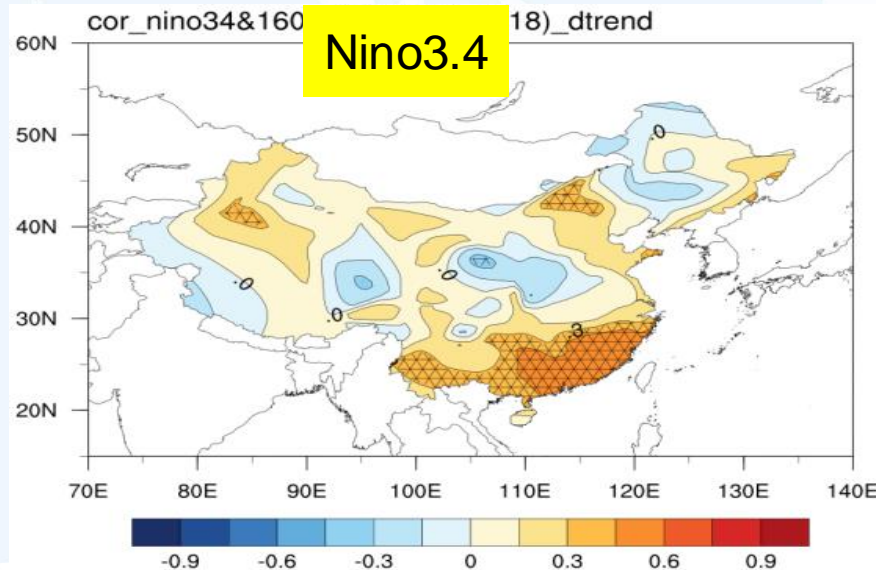 cor_nino34&160
18)_dtrend
Nino3.4
60N
50N
40N
30N
20N
0
0
0
0
.3
70E 80E 90E 100E 110E 120E 130E 140E
-0.9 -0.6 -0.3 0 0.3 0.6 0.9